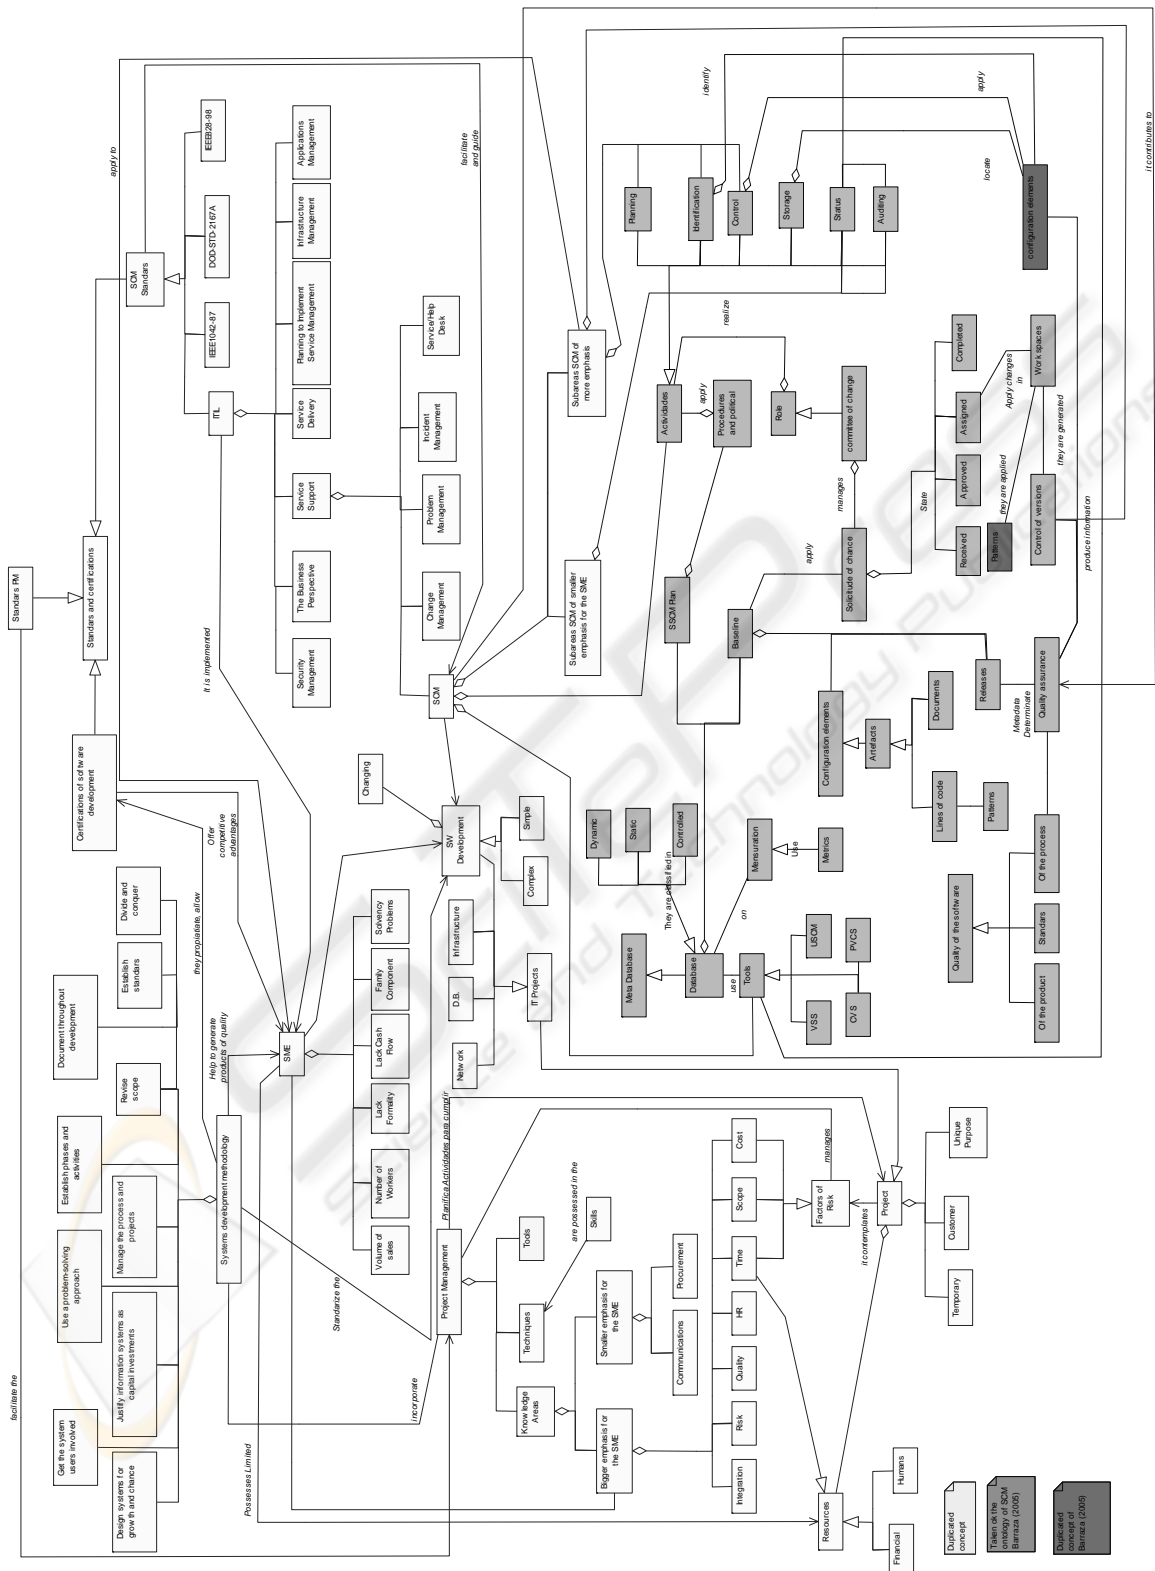 Standars PM
facilitate the
Standars and certifications
Certifications of software
development
SCM
Standars
apply to
IEEE828-98
DOD-STD-2167A
IEEE1042-87
ITIL
It is implemented
Applications
Management
Infrastructure
Management
Planning to Implement
Service Management
Service
Delivery
Service
Support
The Business
Perspective
Security
Management
Service/Help
Desk
Incident
Management
Problem
Management
Change
Management
SCM
facilitate
and guide
Offer
competitive
advantages
they propiatiate, allow
Help to generate
products of quality
Divide and
conquer
Establish
standars
Document throughout
development
Revise
scope
Establish phases and
activities
Manage the process and
projects
Use a problem-solving
approach
Justify information systems as
capital investments
Get the system
users involved
Design systems for
growth and chance
Systems development methodology
SME
Solvency
Problems
Family
Component
Lack Cash
Flow
Lack
Formality
Number of
Workers
Volume of
sales
Standarize the
incorporate
Possesses Limited
Changing
SW
Development
Simple
Complex
Infrastructure
D.B.
Network
IT Projects
Planifica Actividades para cumplir
Project Management
Tools
Techniques
Knowledge
Areas
Skills
are possessed in the
Smaller emphasis for
the SME
Bigger emphasis for
the SME
Procurement
Commnunications
Cost
Scope
Time
HR
Quality
Risk
Integration
Factors of
Risk
manages
Project
it contemplates
Unique
Purpose
Customer
Temporary
Resources
Humans
Financial
Subareas SCM of
more emphasis
Subareas SCM of smaller
emphasis for the SME
Planning
Identification
Control
Storage
Status
Auditing
identify
apply
locate
configuration elements
it contributes to
realize
Actividades
apply
Procedures
and political
Role
committee of change
manages
Solicitude of chance
apply
SSCM Plan
Baseline
State
Completed
Assigned
Approved
Received
Apply changes
in
Work spaces
they are applied
they are generated
Patterns
Control of versions
produce information
Configuration elements
Artefacts
Documents
Lines of code
Patterns
Releases
Metadata
Determinate
Quality assurance
Dynamic
Static
Controlled
They are classified in
Mensuration
Use
Metrics
on
Meta Database
Database
use
Tools
USCM
PVCS
VSS
CVS
Quality of the software
Of the process
Standars
Of the product
Duplicated
concept
Taken ok the
ontology of SCM
Barraza (2005)
Duplicated
concept of
Barraza (2005)
SCITEPRESS
Science and Technology Publications